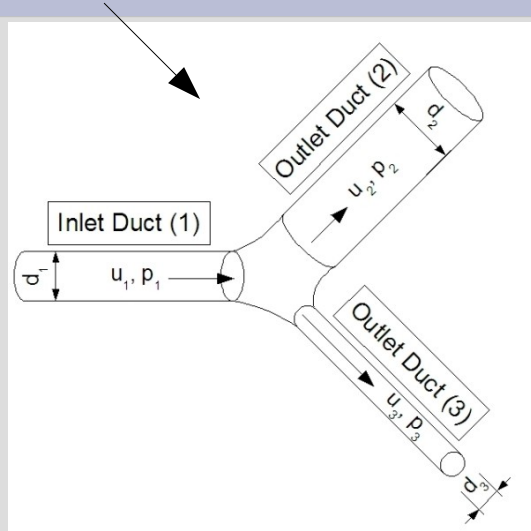 Outlet Duct (2)
d₂
u₂, p₂
Inlet Duct (1)
d₁
u₁, p₁
Outlet Duct (3)
u₃, p₃
d₃